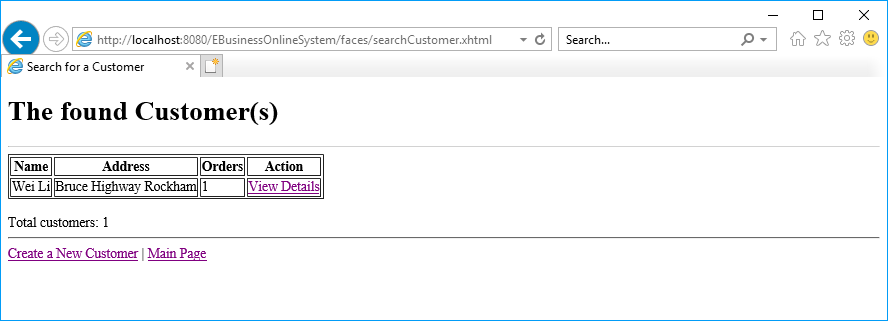 http://localhost:8080/EBusinessOnlineSystem/faces/searchCustomer.xhtml
Search...
Search for a Customer
The found Customer(s)
Name Address Orders Action
Wei Li Bruce Highway Rockham 1 View Details
Total customers: 1
Create a New Customer | Main Page